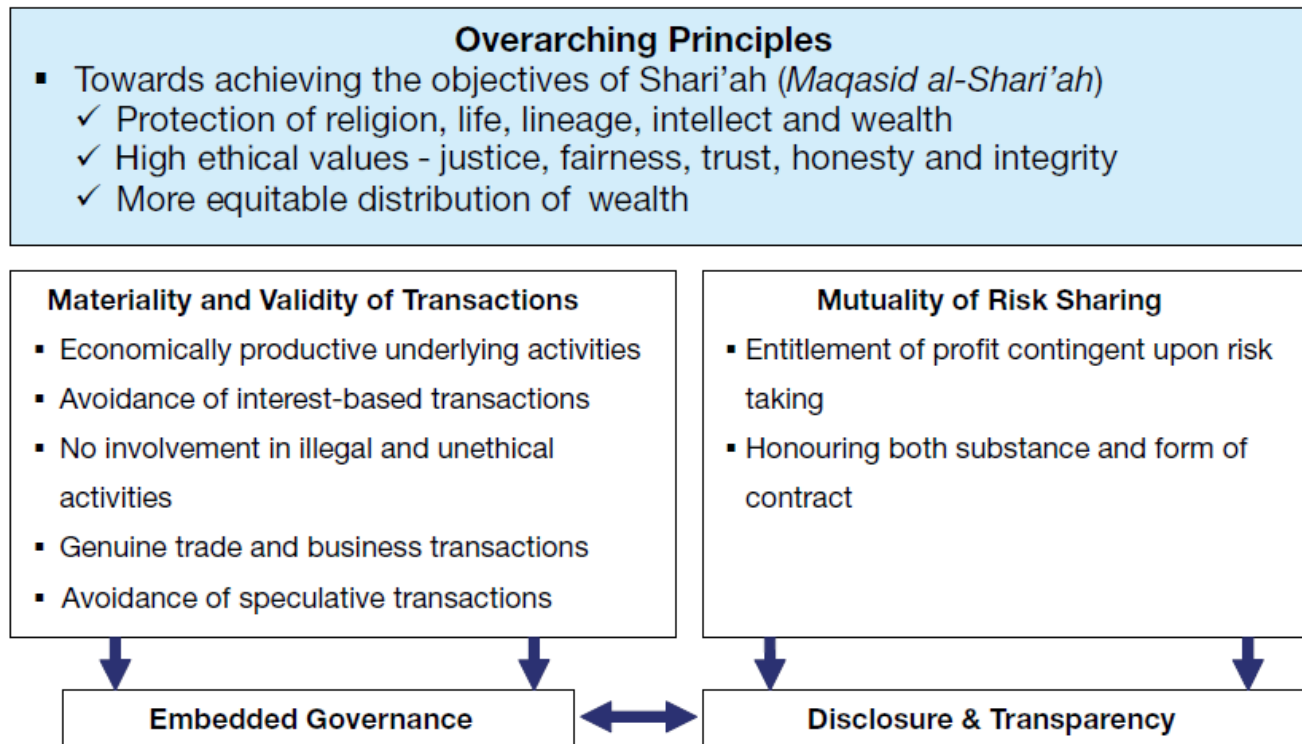 Overarching Principles
▪ Towards achieving the objectives of Shari'ah (Maqasid al-Shari'ah)
✓ Protection of religion, life, lineage, intellect and wealth
✓ High ethical values - justice, fairness, trust, honesty and integrity
✓ More equitable distribution of wealth
Materiality and Validity of Transactions
▪ Economically productive underlying activities
▪ Avoidance of interest-based transactions
▪ No involvement in illegal and unethical
activities
▪ Genuine trade and business transactions
▪ Avoidance of speculative transactions
Mutuality of Risk Sharing
▪ Entitlement of profit contingent upon risk
taking
▪ Honouring both substance and form of
contract
Embedded Governance
Disclosure & Transparency